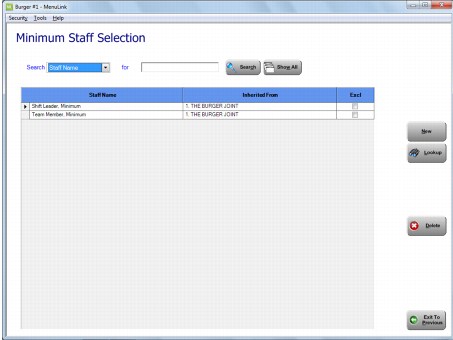 Burger #1 - MenuLink
Security Tools Help
Minimum Staff Selection
Search Staff Name for Search Show All
Staff Name Inherited From Excl
Shift Leader, Minimum 1: THE BURGER JOINT
Team Member, Minimum 1: THE BURGER JOINT
New
Lookup
Delete
Exit To
Previous